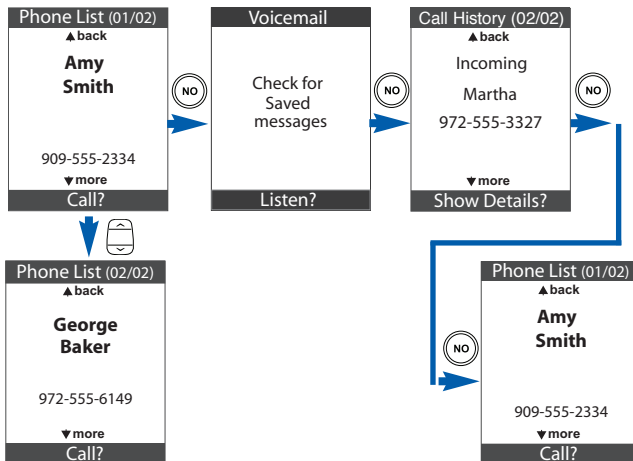 Phone List (01/02)
back
Amy
Smith
909-555-2334
more
Call?
NO
Voicemail
Check for
Saved
messages
Listen?
NO
Call History (02/02)
back
Incoming
Martha
972-555-3327
more
Show Details?
NO
Phone List (02/02)
back
George
Baker
972-555-6149
more
Call?
NO
Phone List (01/02)
back
Amy
Smith
909-555-2334
more
Call?